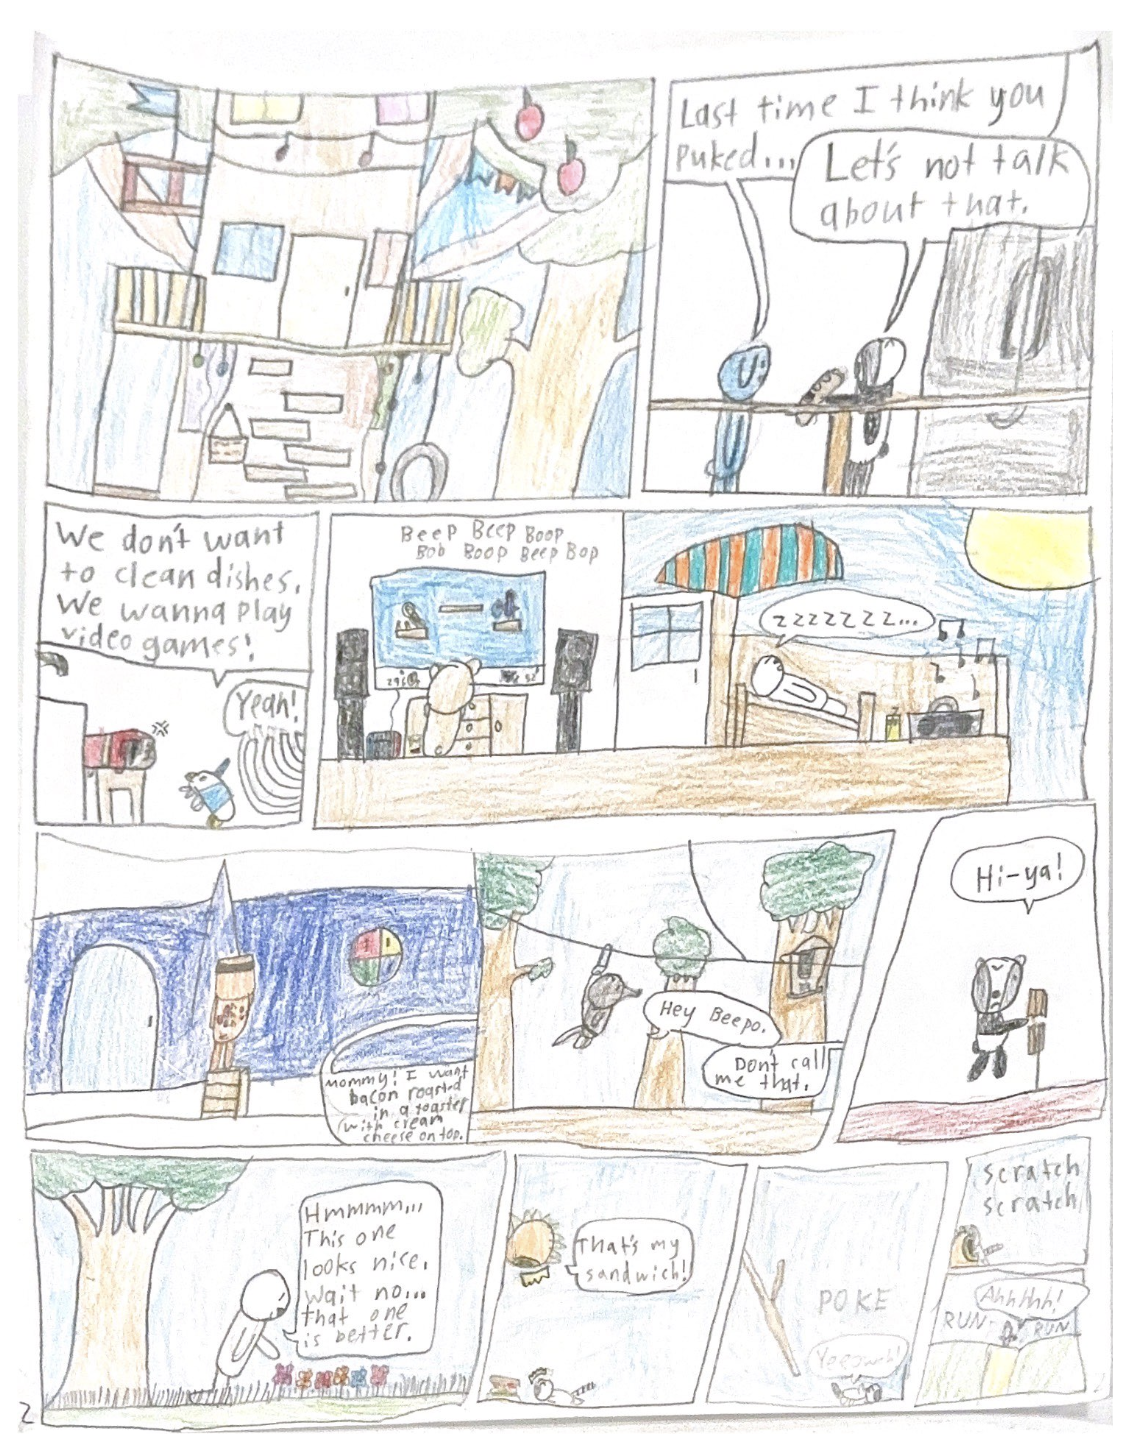 Last time I think you
puked...
Let's not talk
about that.
We don't want
to clean dishes.
We wanna play
video games!
Yeah!
Beep Beep Boop
Bob Boop Beep Bop
zzzzzzz...
Mommy! I want
bacon roasted
in a toaster
with cream
cheese on top.
Hey Beepo.
Don't call
me that.
Hi-ya!
Hmmmm...
This one
looks nice.
Wait no...
that one
is better.
That's my
sandwich!
POKE
Yeeowch!
scratch
scratch
Ahhhhh!
RUN
RUN
2